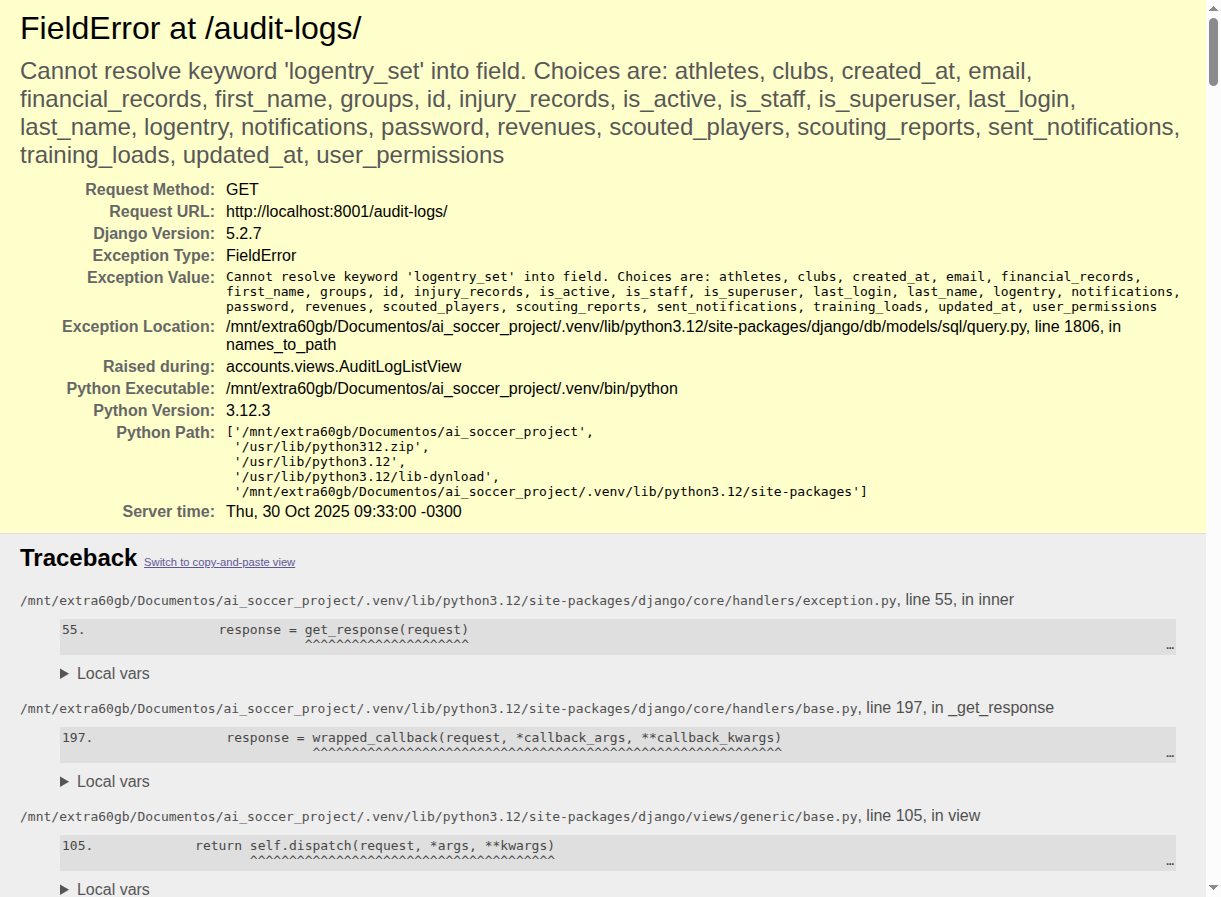 FieldError at /audit-logs/
Cannot resolve keyword 'logentry_set' into field. Choices are: athletes, clubs, created_at, email,
financial_records, first_name, groups, id, injury_records, is_active, is_staff, is_superuser, last_login,
last_name, logentry, notifications, password, revenues, scouted_players, scouting_reports, sent_notifications,
training_loads, updated_at, user_permissions
Request Method: GET
Request URL: http://localhost:8001/audit-logs/
Django Version: 5.2.7
Exception Type: FieldError
Exception Value: Cannot resolve keyword 'logentry_set' into field. Choices are: athletes, clubs, created_at, email, financial_records,
first_name, groups, id, injury_records, is_active, is_staff, is_superuser, last_login, last_name, logentry, notifications,
password, revenues, scouted_players, scouting_reports, sent_notifications, training_loads, updated_at, user_permissions
Exception Location: /mnt/extra60gb/Documentos/ai_soccer_project/.venv/lib/python3.12/site-packages/django/db/models/sql/query.py, line 1806, in
names_to_path
Raised during: accounts.views.AuditLogListView
Python Executable: /mnt/extra60gb/Documentos/ai_soccer_project/.venv/bin/python
Python Version: 3.12.3
Python Path: ['/mnt/extra60gb/Documentos/ai_soccer_project',
'/usr/lib/python312.zip',
'/usr/lib/python3.12',
'/usr/lib/python3.12/lib-dynload',
'/mnt/extra60gb/Documentos/ai_soccer_project/.venv/lib/python3.12/site-packages']
Server time: Thu, 30 Oct 2025 09:33:00 -0300
Traceback Switch to copy-and-paste view
/mnt/extra60gb/Documentos/ai_soccer_project/.venv/lib/python3.12/site-packages/django/core/handlers/exception.py, line 55, in inner
55. response = get_response(request)
^^^^^^^^^^^^^^^^^^^^^ …
▶ Local vars
/mnt/extra60gb/Documentos/ai_soccer_project/.venv/lib/python3.12/site-packages/django/core/handlers/base.py, line 197, in _get_response
197. response = wrapped_callback(request, *callback_args, **callback_kwargs)
^^^^^^^^^^^^^^^^^^^^^^^^^^^^^^^^^^^^^^^^^^^^^^^^^^^^^^^^^^^^ …
▶ Local vars
/mnt/extra60gb/Documentos/ai_soccer_project/.venv/lib/python3.12/site-packages/django/views/generic/base.py, line 105, in view
105. return self.dispatch(request, *args, **kwargs)
^^^^^^^^^^^^^^^^^^^^^^^^^^^^^^^^^^^^^^^ …
▶ Local vars